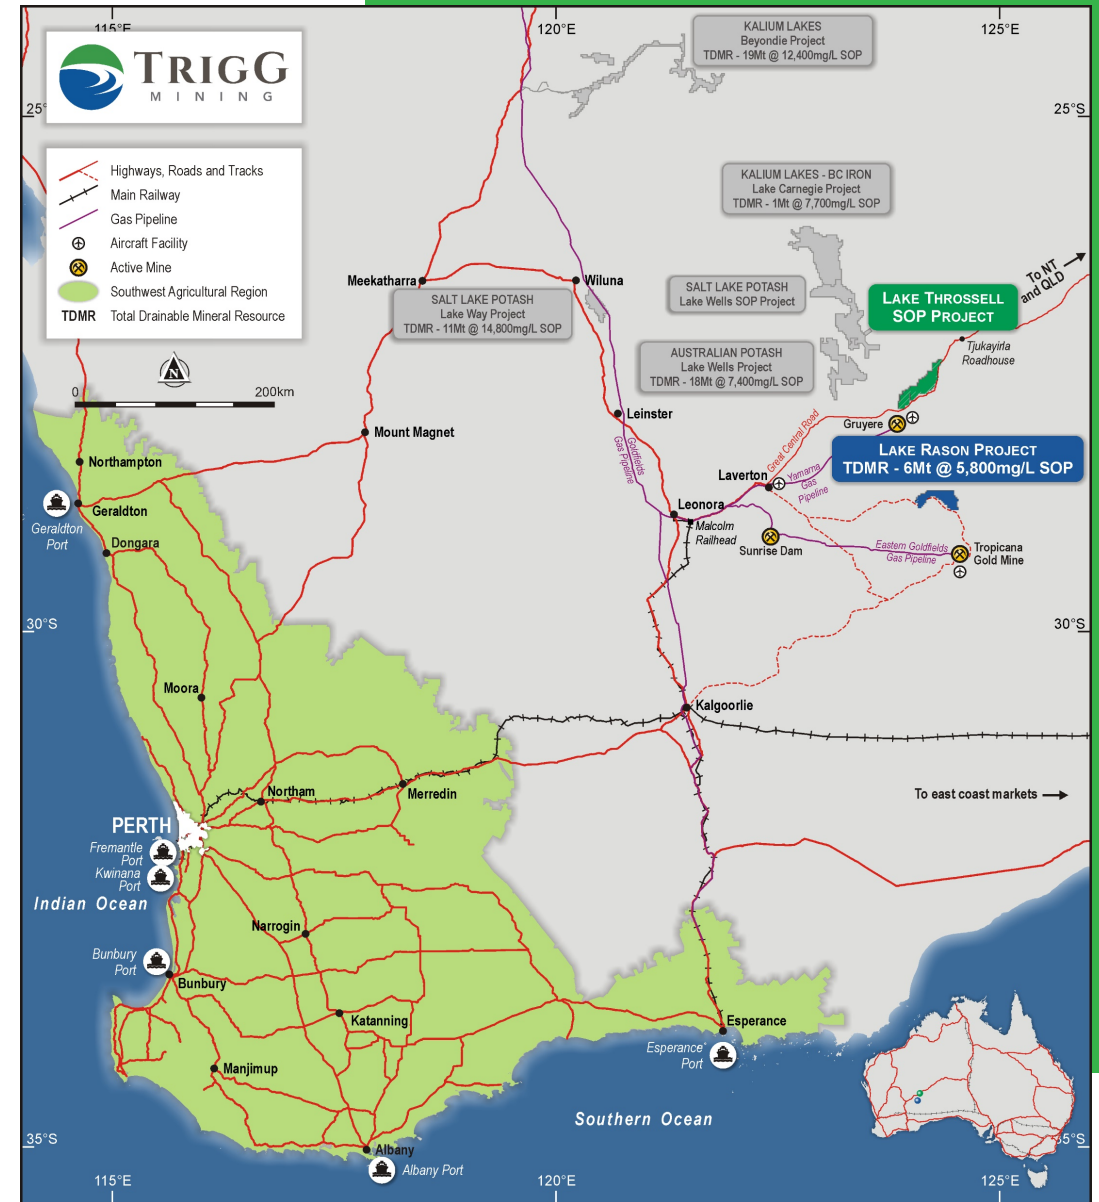 115°E
120°E
125°E
TRIGG
MINING
KALIUM LAKES
Beyondie Project
TDMR - 19Mt @ 12,400mg/L SOP
25°S
25°S
Highways, Roads and Tracks
Main Railway
Gas Pipeline
Aircraft Facility
Active Mine
Southwest Agricultural Region
TDMR Total Drainable Mineral Resource
N
0 200km
KALIUM LAKES - BC IRON
Lake Carnegie Project
TDMR - 1Mt @ 7,700mg/L SOP
To NT
and QLD
Meekatharra
Wiluna
SALT LAKE POTASH
Lake Way Project
TDMR - 11Mt @ 14,800mg/L SOP
SALT LAKE POTASH
Lake Wells SOP Project
LAKE THROSSELL
SOP PROJECT
Tjukayirla
Roadhouse
AUSTRALIAN POTASH
Lake Wells Project
TDMR - 18Mt @ 7,400mg/L SOP
Leinster
Mount Magnet
Goldfields
Gas Pipeline
Great Central Road
Gruyere
LAKE RASON PROJECT
TDMR - 6Mt @ 5,800mg/L SOP
Northampton
Geraldton
Geraldton
Port
Dongara
Laverton
Yamarna
Gas
Pipeline
Leonora
Malcolm
Railhead
Sunrise Dam
Eastern Goldfields
Gas Pipeline
Tropicana
Gold Mine
30°S
30°S
Moora
Kalgoorlie
Northam
Merredin
To east coast markets
PERTH
Fremantle
Port
Kwinana
Port
Indian Ocean
Narrogin
Bunbury
Port
Bunbury
Katanning
Esperance
Esperance
Port
Manjimup
Southern Ocean
Albany
Albany Port
35°S
35°S
115°E
120°E
125°E